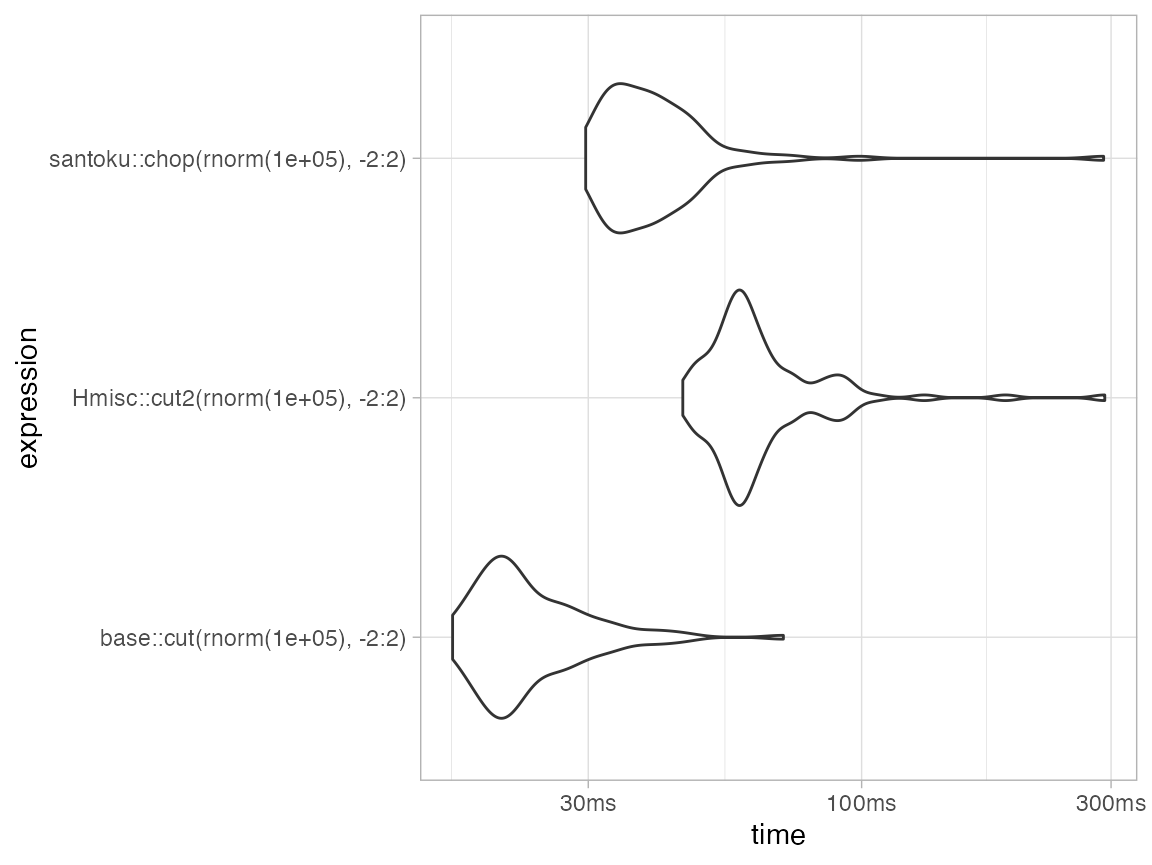 santoku::chop(rnorm(1e+05), -2:2)
Hmisc::cut2(rnorm(1e+05), -2:2)
base::cut(rnorm(1e+05), -2:2)
expression
30ms 100ms 300ms
time